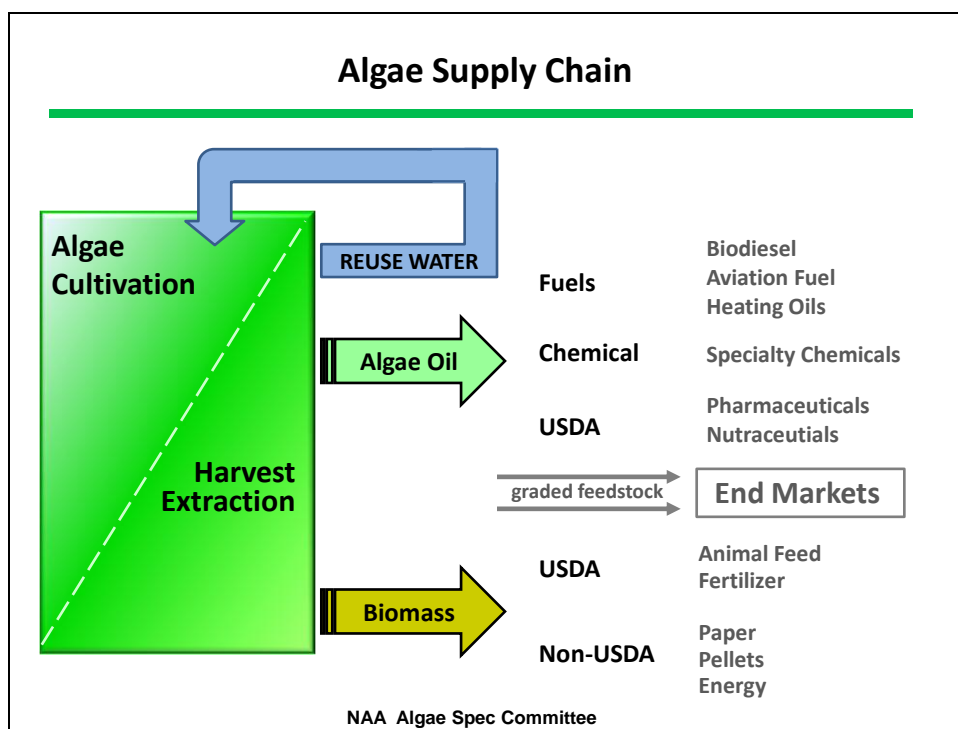 Algae Supply Chain
Algae
Cultivation
REUSE WATER
Harvest
Extraction
Algae Oil
Fuels
Biodiesel
Aviation Fuel
Heating Oils
Chemical
Specialty Chemicals
USDA
Pharmaceuticals
Nutraceutials
graded feedstock
End Markets
Biomass
USDA
Animal Feed
Fertilizer
Non-USDA
Paper
Pellets
Energy
NAA Algae Spec Committee